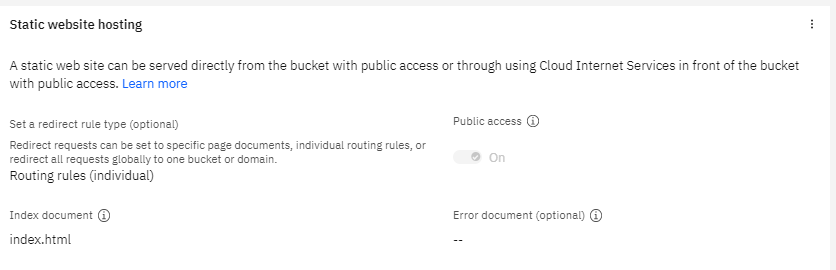 Static website hosting
A static web site can be served directly from the bucket with public access or through using Cloud Internet Services in front of the bucket
with public access. Learn more
Set a redirect rule type (optional)
Redirect requests can be set to specific page documents, individual routing rules, or
redirect all requests globally to one bucket or domain.
Routing rules (individual)
Public access
On
Index document
index.html
Error document (optional)
--